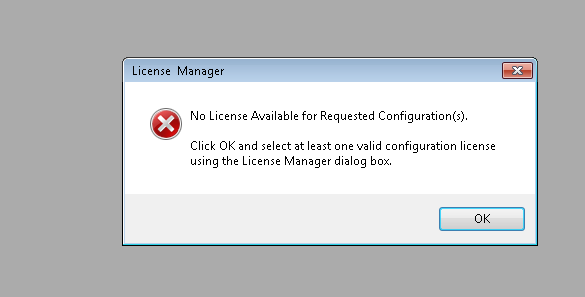 License Manager
No License Available for Requested Configuration(s).
Click OK and select at least one valid configuration license
using the License Manager dialog box.
OK